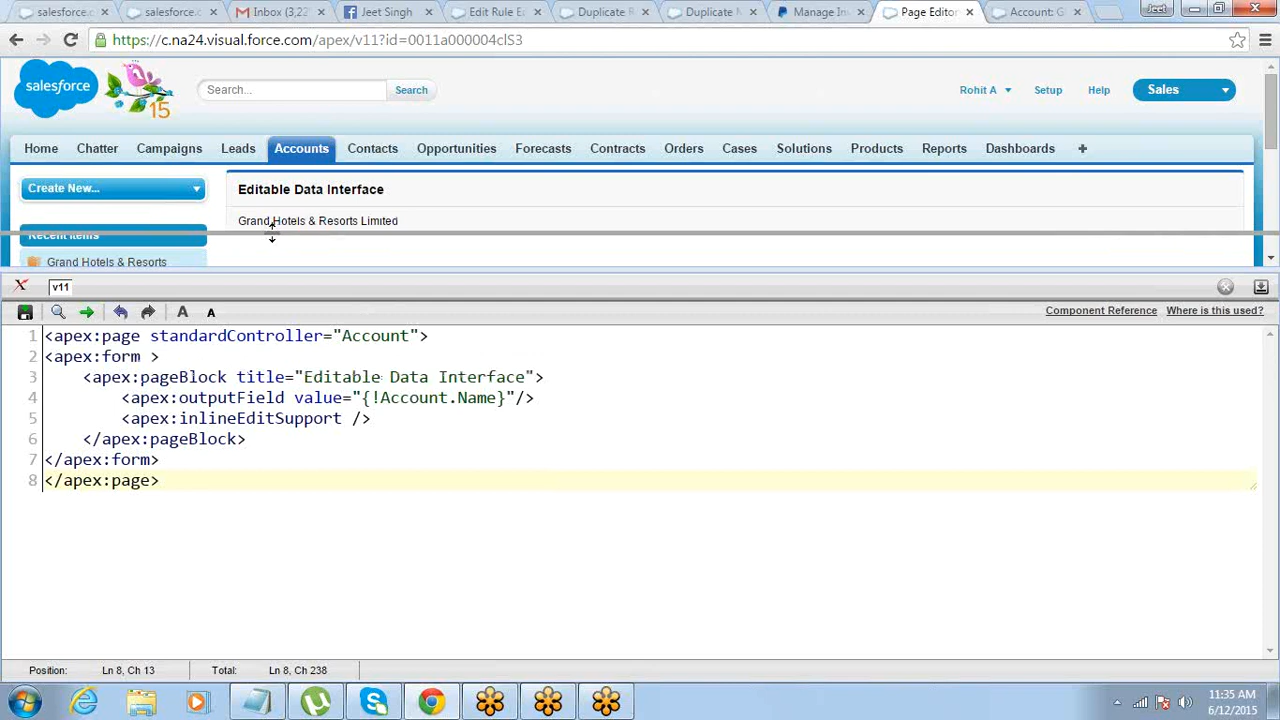 salesforce.c
salesforce.c
Inbox (3,22
Jeet Singh
Edit Rule E
Duplicate R
Duplicate M
Manage In
Page Editor
Account: G
Jeet
https://c.na24.visual.force.com/apex/v11?id=0011a000004clS3
salesforce
15
Search...
Search
Rohit A
Setup
Help
Sales
Home
Chatter
Campaigns
Leads
Accounts
Contacts
Opportunities
Forecasts
Contracts
Orders
Cases
Solutions
Products
Reports
Dashboards
+
Create New...
Editable Data Interface
Grand Hotels & Resorts Limited
Recent Items
Grand Hotels & Resorts
v11
A
A
Component Reference
Where is this used?
1 <apex:page standardController="Account">
2 <apex:form >
3 <apex:pageBlock title="Editable Data Interface">
4 <apex:outputField value="{!Account.Name}"/>
5 <apex:inlineEditSupport />
6 </apex:pageBlock>
7 </apex:form>
8 </apex:page>
Position: Ln 8, Ch 13 Total: Ln 8, Ch 238
11:35 AM
6/12/2015